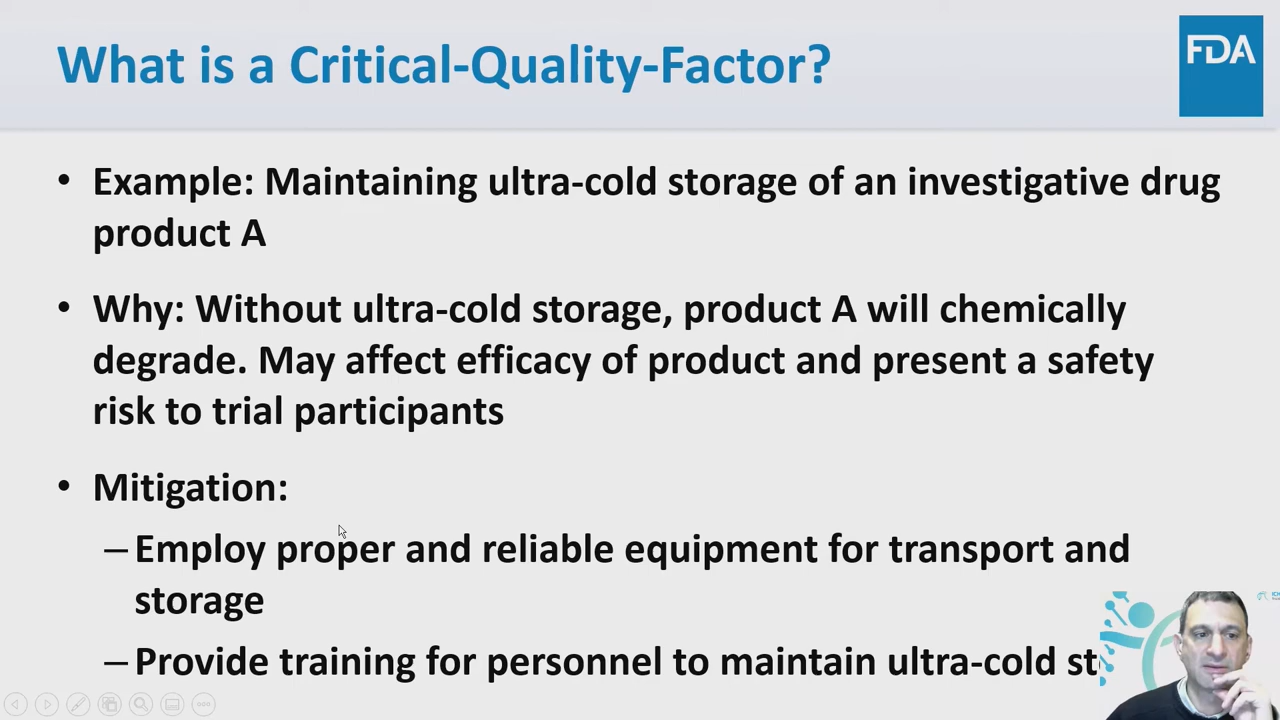 What is a Critical-Quality-Factor?
FDA
• Example: Maintaining ultra-cold storage of an investigative drug
product A
• Why: Without ultra-cold storage, product A will chemically
degrade. May affect efficacy of product and present a safety
risk to trial participants
• Mitigation:
– Employ proper and reliable equipment for transport and
storage
– Provide training for personnel to maintain ultra-cold